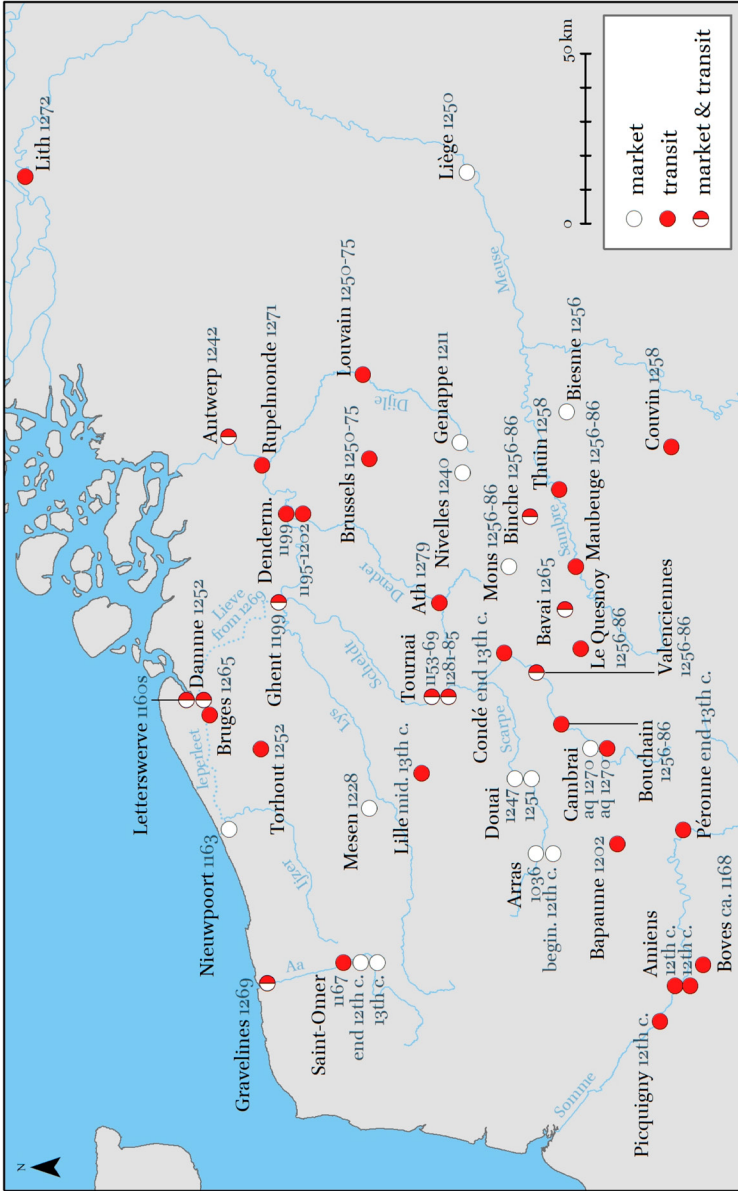 N
Lith 1272
Antwerp 1242
Rupelmonde 1271
Letterswerve 1160s
Damme 1252
Bruges 1265
Lieve
from 1269
Denderm.
1199
1195-1202
Ghent 1199
Ieperleet
Nieuwpoort 1163
Torhout 1252
Gravelines 1269
Aa
Ijzer
Lys
Scheldt
Dender
Dijle
Louvain 1250-75
Brussels 1250-75
Saint-Omer
1167
end 12th c.
13th c.
Mesen 1228
Lille mid. 13th c.
Tournai
1153-69
1281-85
Ath 1279
Nivelles 1240
Genappe 1211
Liège 1250
Meuse
Condé end 13th c.
Scarpe
Mons 1256-86
Binche 1256-86
Thuin 1258
Biesme 1256
Sambre
Arras
1036
begin. 12th c.
Douai
1247
1251
Bavai 1265
Maubeuge 1256-86
Le Quesnoy
1256-86
Valenciennes
1256-86
Cambrai
aq 1270
aq 1270
Bouchain
1256-86
Couvin 1258
Bapaume 1202
Péronne end 13th c.
Somme
Picquigny 12th c.
Amiens
12th c.
12th c.
Boves ca. 1168
0
50 km
market
transit
market & transit